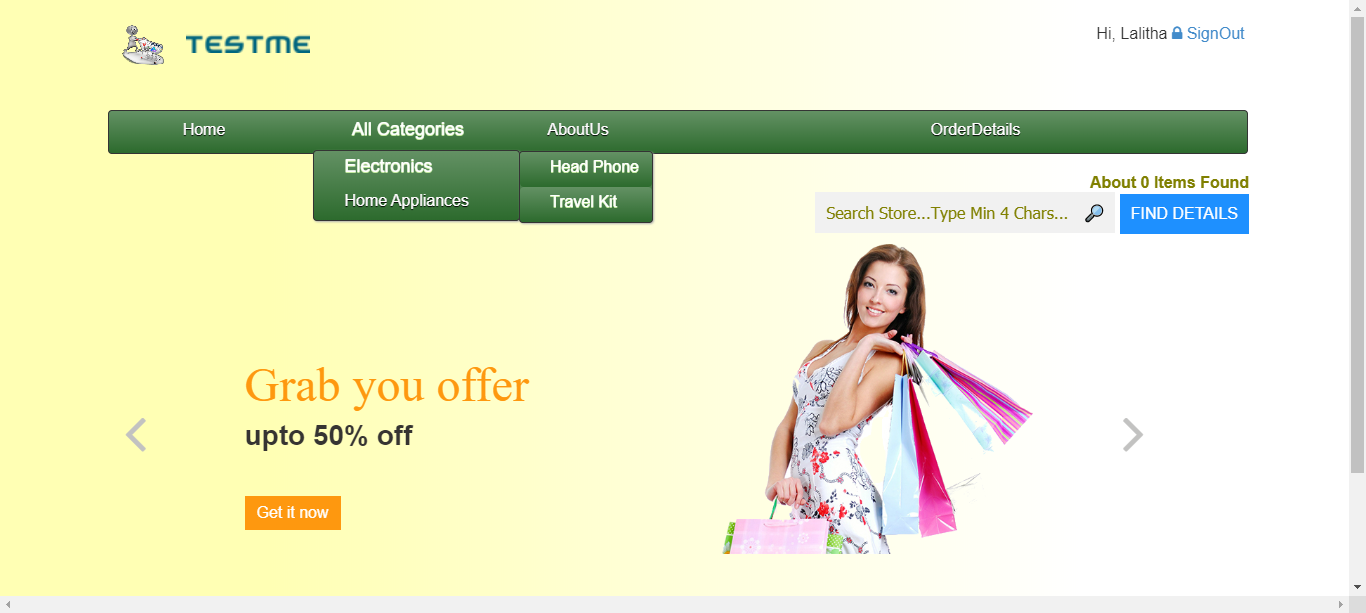 TESTME
Hi, Lalitha SignOut
Home All Categories AboutUs OrderDetails
Electronics Head Phone
Home Appliances Travel Kit
About 0 Items Found
Search Store...Type Min 4 Chars... FIND DETAILS
Grab you offer
upto 50% off
Get it now